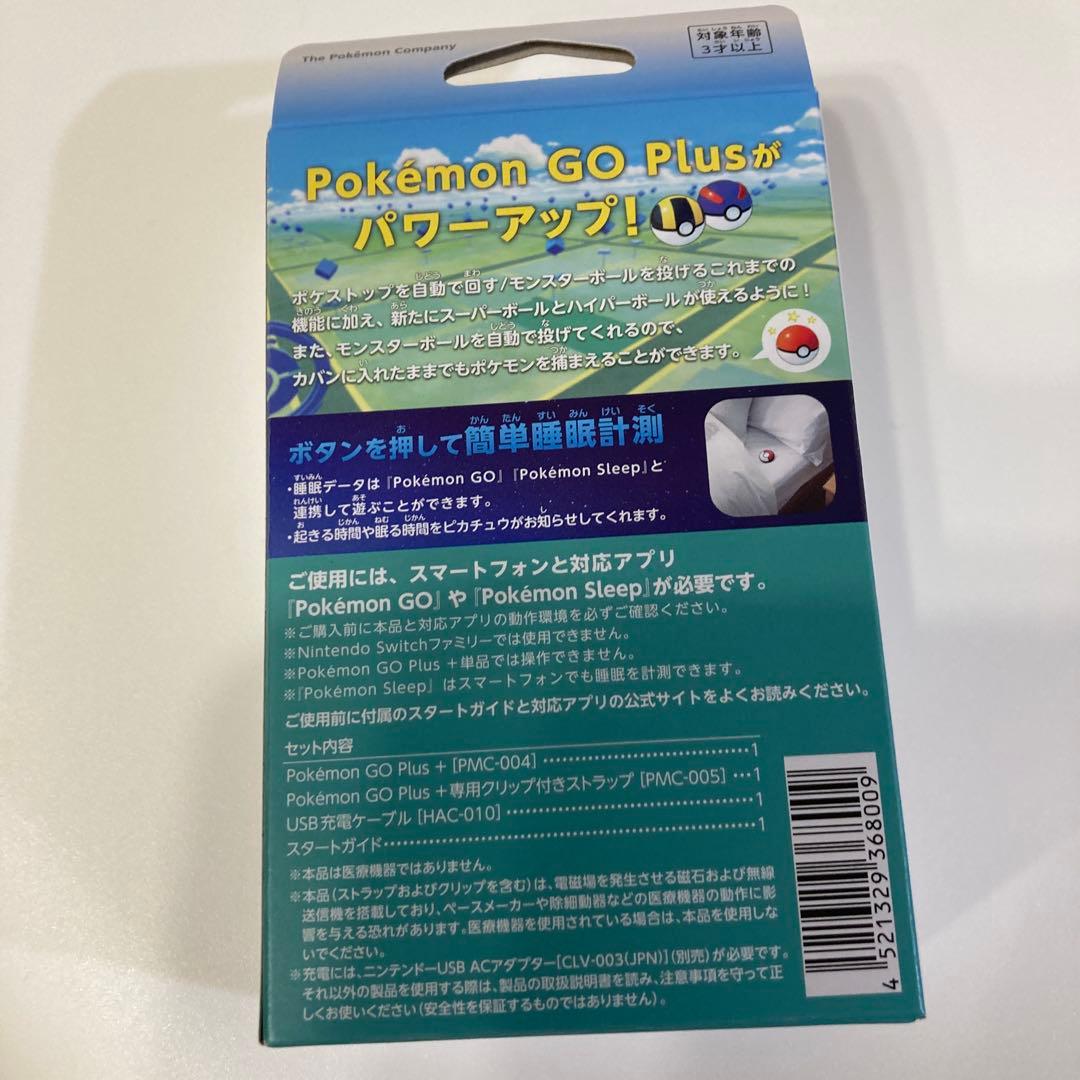 The Pokémon Company
対象年齢
3才以上
Pokémon GO Plusが
パワーアップ!
ポケストップを自動で回す/モンスターボールを投げるこれまでの
機能に加え、新たにスーパーボールとハイパーボールが使えるように!
また、モンスターボールを自動で投げてくれるので、
カバンに入れたままでもポケモンを捕まえることができます。
ボタンを押して簡単睡眠計測
・睡眠データは『Pokémon GO』『Pokémon Sleep』と
連携して遊ぶことができます。
・起きる時間や眠る時間をピカチュウがお知らせしてくれます。
ご使用には、スマートフォンと対応アプリ
『Pokémon GO』や『Pokémon Sleep』が必要です。
※ご購入前に本品と対応アプリの動作環境を必ずご確認ください。
※Nintendo Switchファミリーでは使用できません。
※Pokémon GO Plus +単品では操作できません。
※『Pokémon Sleep』はスマートフォンでも睡眠を計測できます。
ご使用前に付属のスタートガイドと対応アプリの公式サイトをよくお読みください。
セット内容
Pokémon GO Plus + [PMC-004] ……………………………1
Pokémon GO Plus +専用クリップ付きストラップ [PMC-005] …1
USB充電ケーブル [HAC-010] ……………………………1
スタートガイド……………………………………………1
※本品は医療機器ではありません。
※本品(ストラップおよびクリップを含む)は、電磁場を発生させる磁石および無線
送信機を搭載しており、ペースメーカーや除細動器などの医療機器の動作に影
響を与える恐れがあります。医療機器を使用されている場合は、本品を使用しな
いでください。
※充電には、ニンテンドーUSB ACアダプター[CLV-003(JPN)](別売)が必要です。
それ以外の製品を使用する際は、製品の取扱説明書を読み、注意事項を守って正
しくお使いください(安全性を保証するものではありません)。
4 521329 368009